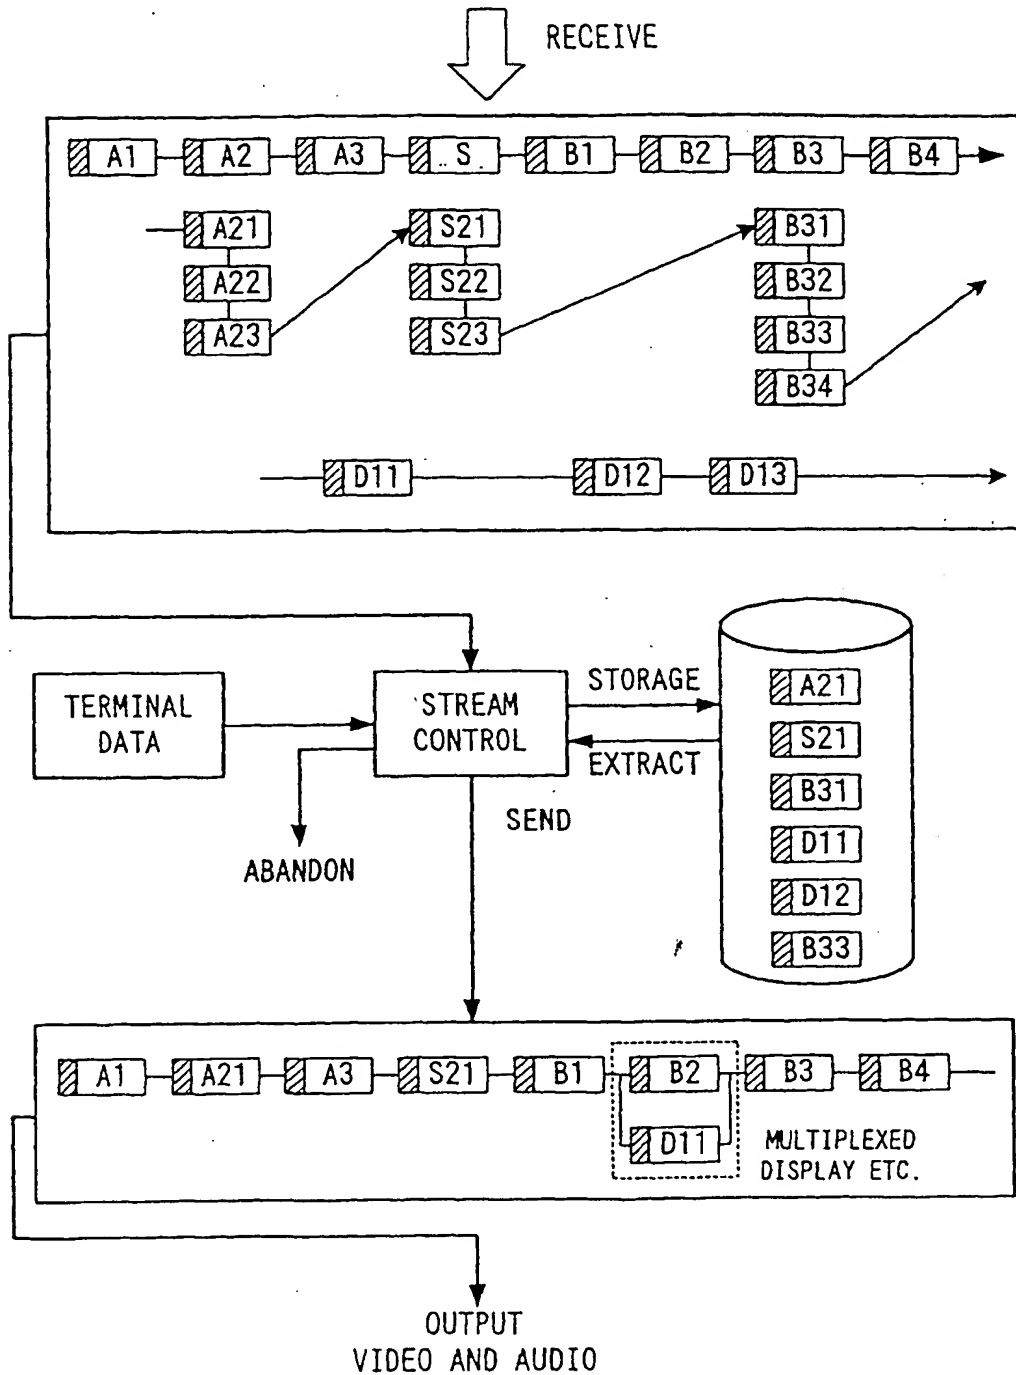 RECEIVE
A1 A2 A3 S B1 B2 B3 B4
A21 S21 B31
A22 S22 B32
A23 S23 B33
B34
D11 D12 D13
TERMINAL
DATA
STREAM
CONTROL
STORAGE
EXTRACT
SEND
ABANDON
A21
S21
B31
D11
D12
B33
A1 A21 A3 S21 B1 B2 B3 B4
D11
MULTIPLEXED
DISPLAY ETC.
OUTPUT
VIDEO AND AUDIO